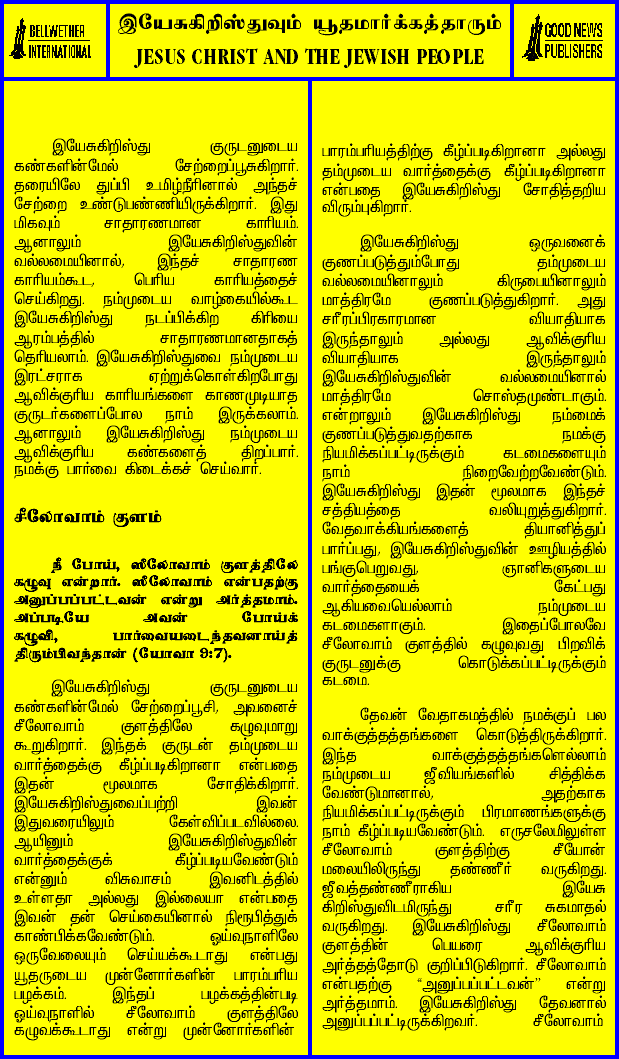 BELLWETHER
INTERNATIONAL
இயேசுகிறிஸ்துவும் யூதமார்க்கத்தாரும்
JESUS CHRIST AND THE JEWISH PEOPLE
GOOD NEWS
PUBLISHERS
இயேசுகிறிஸ்து குருடனுடைய
கண்களின்மேல் சேற்றைப்பூசுகிறார்.
தரையிலே துப்பி உமிழ்நீரினால் அந்தச்
சேற்றை உண்டுபண்ணியிருக்கிறார். இது
மிகவும் சாதாரணமான காரியம்.
ஆனாலும் இயேசுகிறிஸ்துவின்
வல்லமையினால், இந்தச் சாதாரண
காரியம்கூட, பெரிய காரியத்தைச்
செய்கிறது. நம்முடைய வாழ்கையில்கூட
இயேசுகிறிஸ்து நடப்பிக்கிற கிரியை
ஆரம்பத்தில் சாதாரணமானதாகத்
தெரியலாம். இயேசுகிறிஸ்துவை நம்முடைய
இரட்சராக ஏற்றுக்கொள்கிறபோது
ஆவிக்குரிய காரியங்களை காணமுடியாத
குருடர்களைப்போல நாம் இருக்கலாம்.
ஆனாலும் இயேசுகிறிஸ்து நம்முடைய
ஆவிக்குரிய கண்களைத் திறப்பார்.
நமக்கு பார்வை கிடைக்கச் செய்வார்.
சீலோவாம் குளம்
நீ போய், ஸீலோவாம் குளத்திலே
கழுவு என்றார். ஸீலோவாம் என்பதற்கு
அனுப்பப்பட்டவன் என்று அர்த்தமாம்.
அப்படியே அவன் போய்க்
கழுவி, பார்வையடைந்தவனாய்த்
திரும்பிவந்தான் (யோவா 9:7).
இயேசுகிறிஸ்து குருடனுடைய
கண்களின்மேல் சேற்றைப்பூசி, அவனைச்
சீலோவாம் குளத்திலே கழுவுமாறு
கூறுகிறார். இந்தக் குருடன் தம்முடைய
வார்த்தைக்கு கீழ்ப்படிகிறானா என்பதை
இதன் மூலமாக சோதிக்கிறார்.
இயேசுகிறிஸ்துவைப்பற்றி இவன்
இதுவரையிலும் கேள்விப்படவில்லை.
ஆயினும் இயேசுகிறிஸ்துவின்
வார்த்தைக்குக் கீழ்ப்படியவேண்டும்
என்னும் விசுவாசம் இவனிடத்தில்
உள்ளதா அல்லது இல்லையா என்பதை
இவன் தன் செய்கையினால் நிரூபித்துக்
காண்பிக்கவேண்டும். ஓய்வுநாளிலே
ஒருவேலையும் செய்யக்கூடாது என்பது
யூதருடைய முன்னோர்களின் பாரம்பரிய
பழக்கம். இந்தப் பழக்கத்தின்படி
ஓய்வுநாளில் சீலோவாம் குளத்திலே
கழுவக்கூடாது என்று முன்னோர்களின்
பாரம்பரியத்திற்கு கீழ்ப்படிகிறானா அல்லது
தம்முடைய வார்த்தைக்கு கீழ்ப்படிகிறானா
என்பதை இயேசுகிறிஸ்து சோதித்தறிய
விரும்புகிறார்.
இயேசுகிறிஸ்து ஒருவனைக்
குணப்படுத்தும்போது தம்முடைய
வல்லமையினாலும் கிருபையினாலும்
மாத்திரமே குணப்படுத்துகிறார். அது
சரீரப்பிரகாரமான வியாதியாக
இருந்தாலும் அல்லது ஆவிக்குரிய
வியாதியாக இருந்தாலும்
இயேசுகிறிஸ்துவின் வல்லமையினால்
மாத்திரமே சொஸ்தமுண்டாகும்.
என்றாலும் இயேசுகிறிஸ்து நம்மைக்
குணப்படுத்துவதற்காக நமக்கு
நியமிக்கப்பட்டிருக்கும் கடமைகளையும்
நாம் நிறைவேற்றவேண்டும்.
இயேசுகிறிஸ்து இதன் மூலமாக இந்தச்
சத்தியத்தை வலியுறுத்துகிறார்.
வேதவாக்கியங்களைத் தியானித்துப்
பார்ப்பது, இயேசுகிறிஸ்துவின் ஊழியத்தில்
பங்குபெறுவது, ஞானிகளுடைய
வார்த்தையைக் கேட்பது
ஆகியவையெல்லாம் நம்முடைய
கடமைகளாகும். இதைப்போலவே
சீலோவாம் குளத்தில் கழுவுவது பிறவிக்
குருடனுக்கு கொடுக்கப்பட்டிருக்கும்
கடமை.
தேவன் வேதாகமத்தில் நமக்குப் பல
வாக்குத்தத்தங்களை கொடுத்திருக்கிறார்.
இந்த வாக்குத்தத்தங்களெல்லாம்
நம்முடைய ஜீவியங்களில் சித்திக்க
வேண்டுமானால், அதற்காக
நியமிக்கப்பட்டிருக்கும் பிரமாணங்களுக்கு
நாம் கீழ்ப்படியவேண்டும். எருசலேமிலுள்ள
சீலோவாம் குளத்திற்கு சீயோன்
மலையிலிருந்து தண்ணீர் வருகிறது.
ஜீவத்தண்ணீராகிய இயேசு
கிறிஸ்துவிடமிருந்து சரீர சுகமாதல்
வருகிறது. இயேசுகிறிஸ்து சீலோவாம்
குளத்தின் பெயரை ஆவிக்குரிய
அர்த்தத்தோடு குறிப்பிடுகிறார். சீலோவாம்
என்பதற்கு “அனுப்பப்பட்டவன்” என்று
அர்த்தமாம். இயேசுகிறிஸ்து தேவனால்
அனுப்பப்பட்டிருக்கிறவர். சீலோவாம்